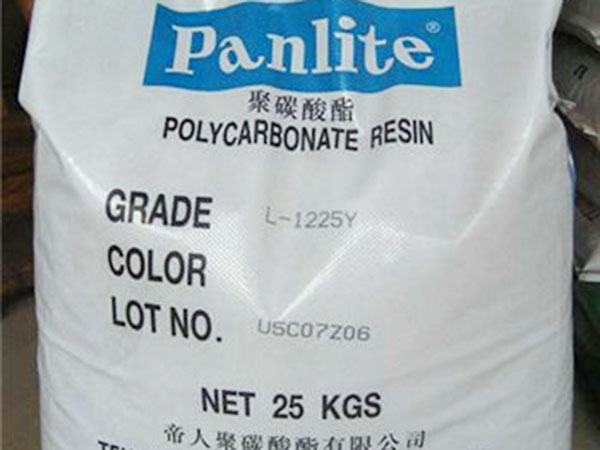 Panlite®
聚碳酸酯
POLYCARBONATE RESIN
GRADE L-1225Y
COLOR
LOT NO. U5C07Z06
NET 25 KGS
帝人聚碳酸酯有限公司